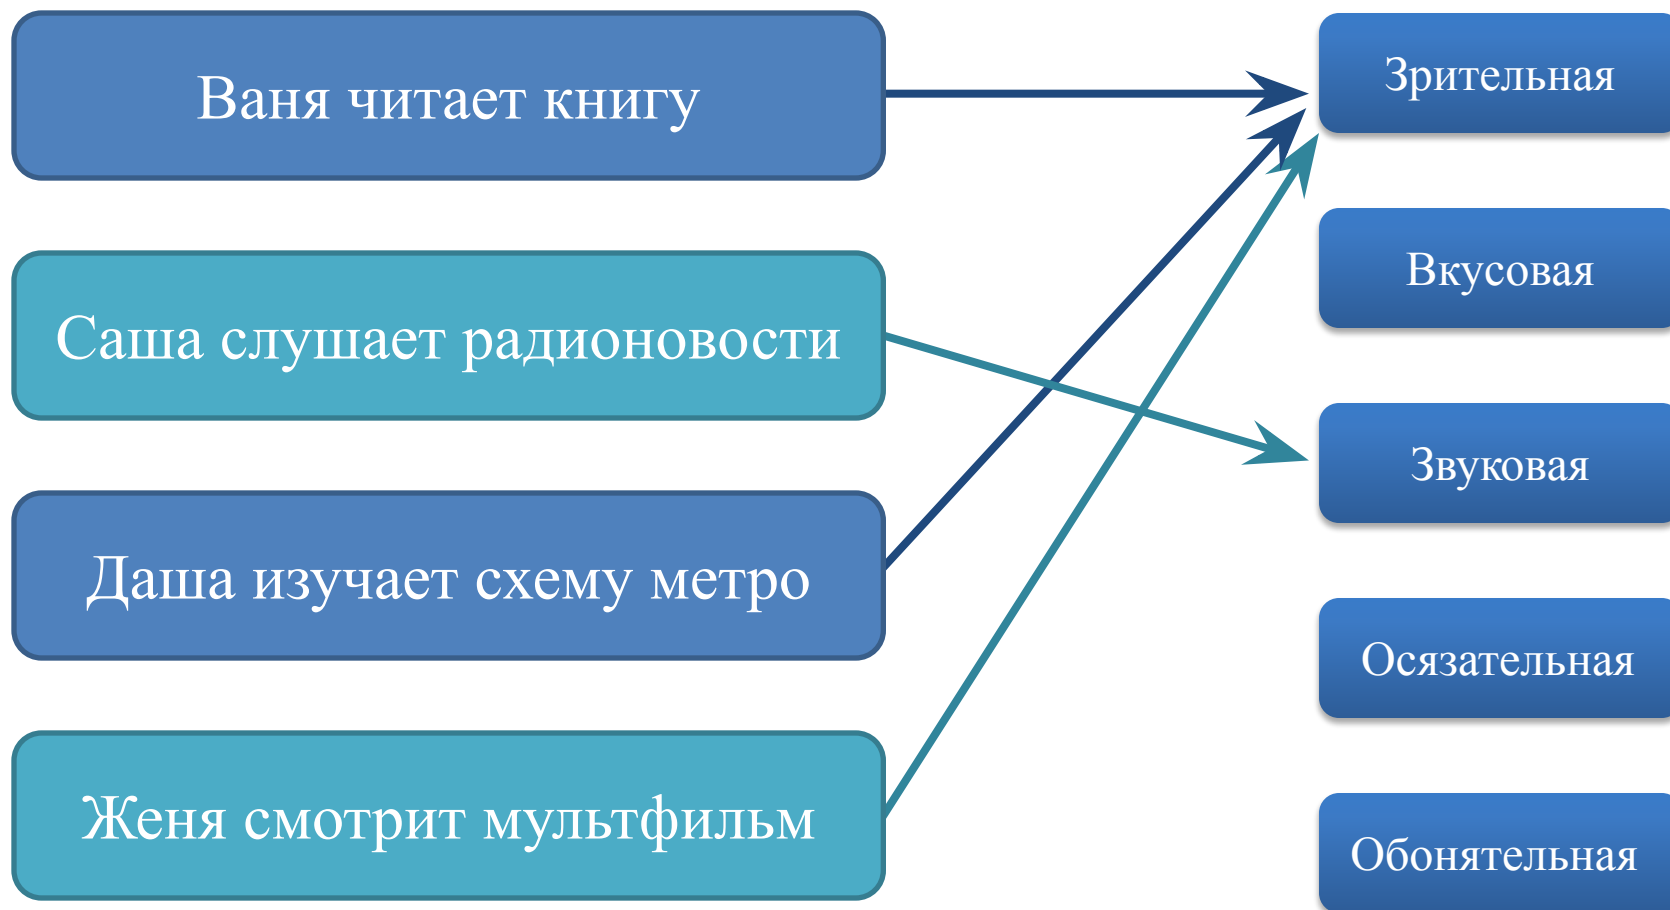 Ваня читает книгу
Саша слушает радионовости
Даша изучает схему метро
Женя смотрит мультфильм
Зрительная
Вкусовая
Звуковая
Осязательная
Обонятельная